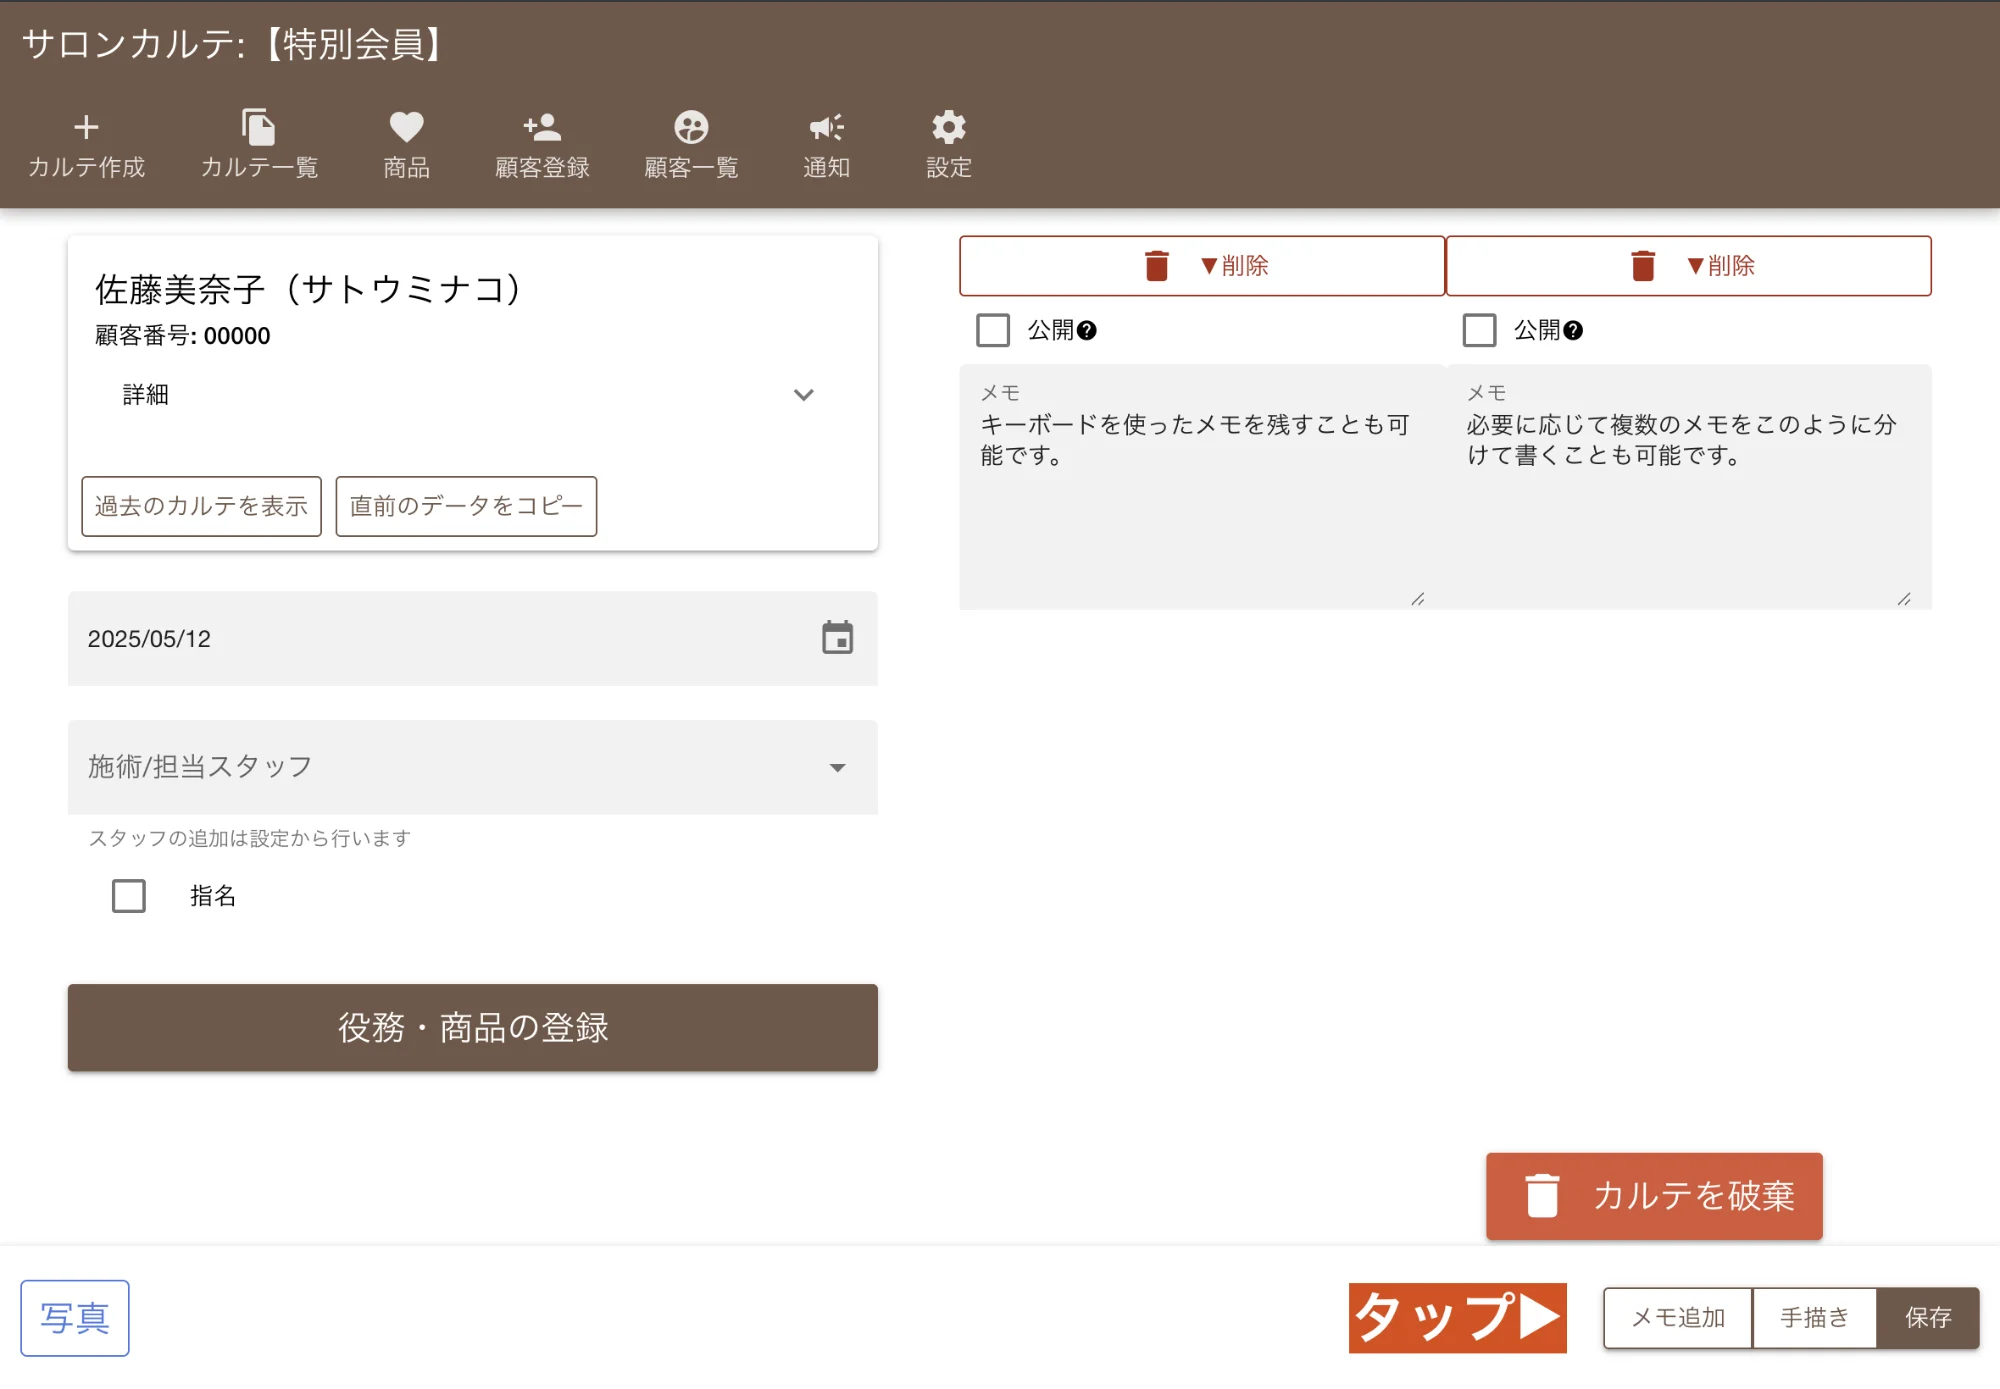 サロンカルテ:【特別会員】
カルテ作成
カルテ一覧
商品
顧客登録
顧客一覧
通知
設定
佐藤美奈子（サトウミナコ）
顧客番号: 00000
詳細
過去のカルテを表示
直前のデータをコピー
2025/05/12
施術/担当スタッフ
スタッフの追加は設定から行います
指名
役務・商品の登録
▼削除
公開?
メモ
キーボードを使ったメモを残すことも可
能です。
▼削除
公開?
メモ
必要に応じて複数のメモをこのように分
けて書くことも可能です。
カルテを破棄
写真
タップ▶
メモ追加
手描き
保存